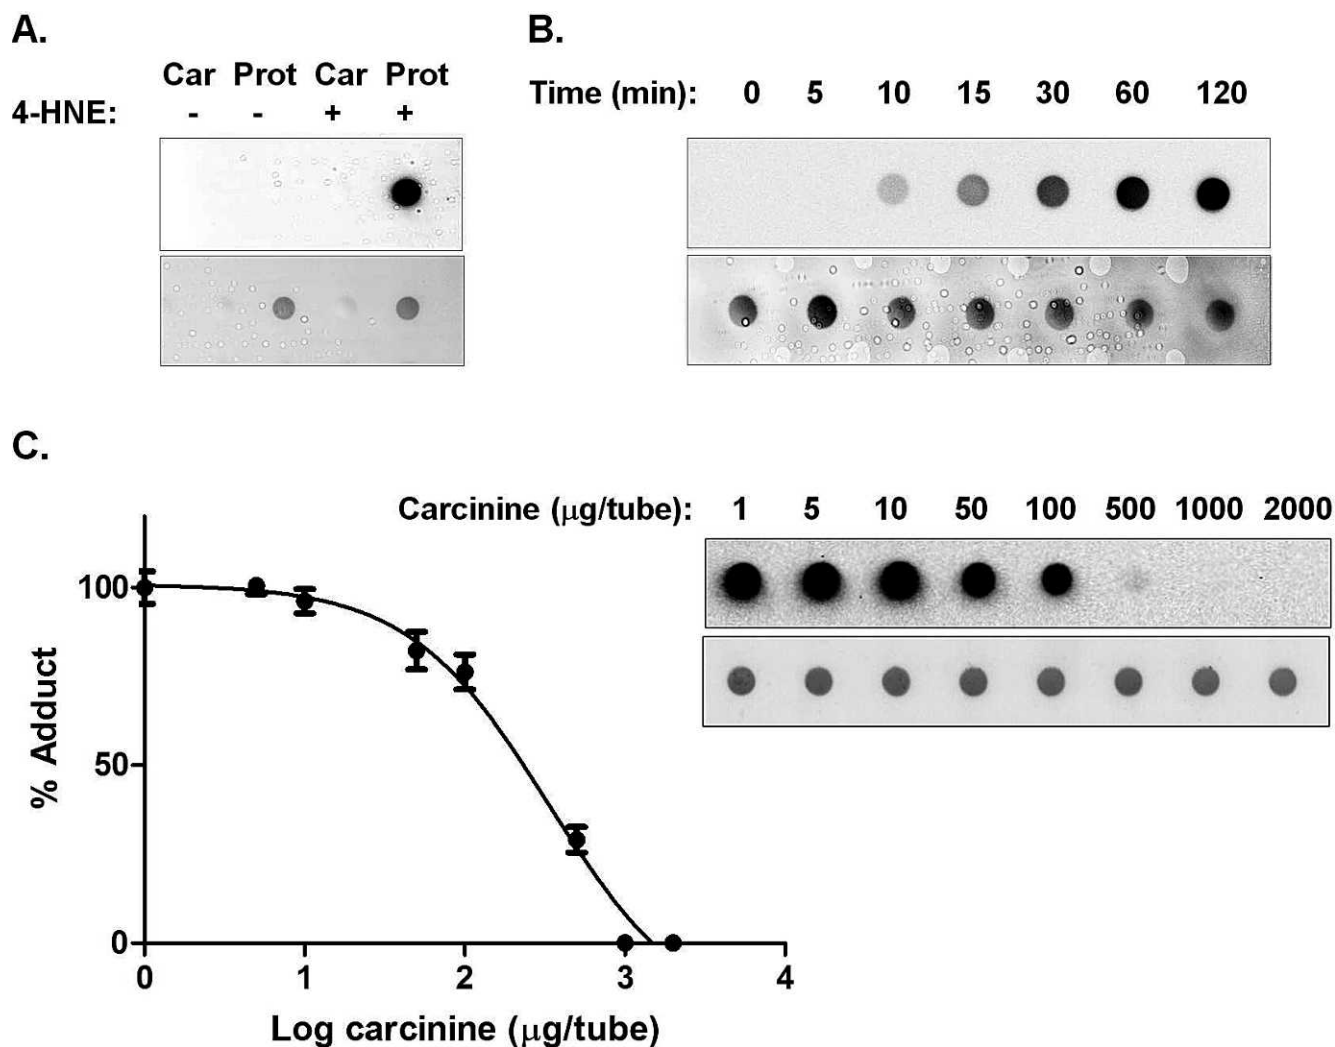 A.
Car Prot Car Prot
4-HNE: - - + +
B.
Time (min): 0 5 10 15 30 60 120
C.
Carcinine (μg/tube): 1 5 10 50 100 500 1000 2000
100
50
0
% Adduct
0 1 2 3 4
Log carcinine (μg/tube)